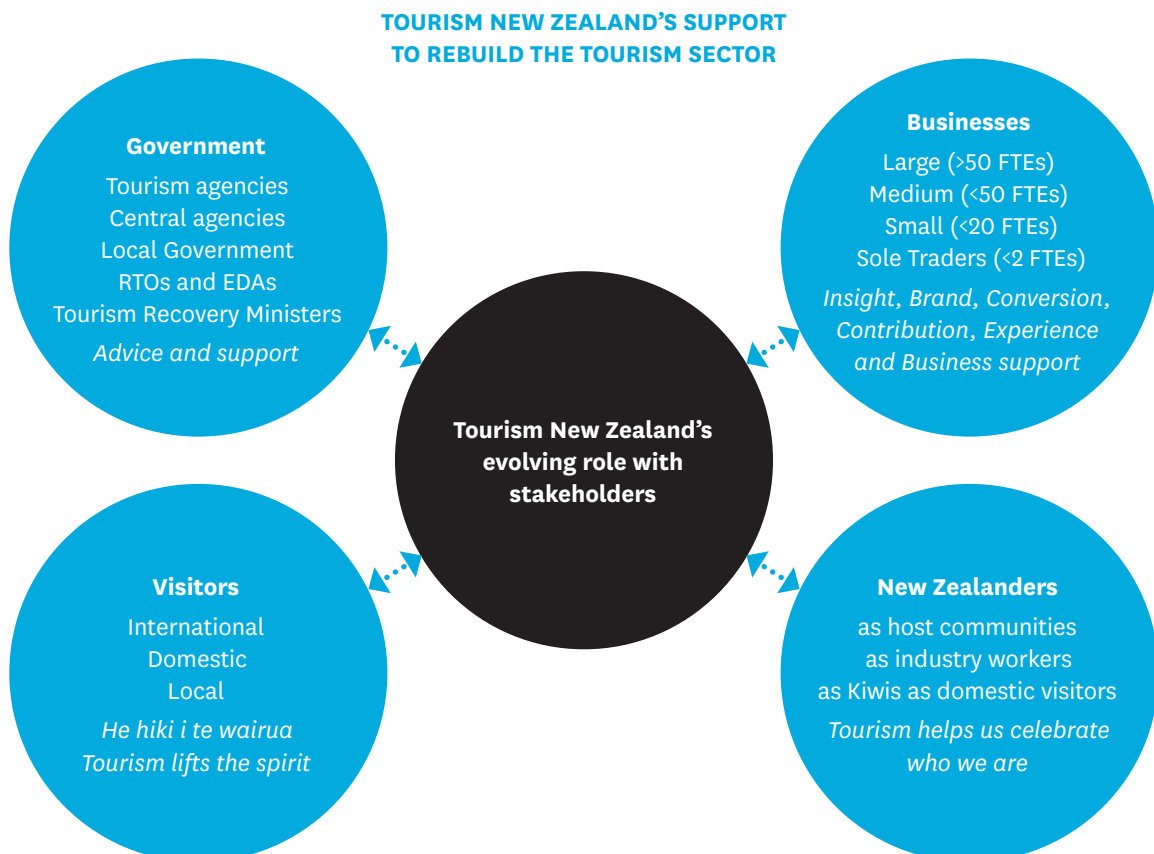 TOURISM NEW ZEALAND’S SUPPORT
TO REBUILD THE TOURISM SECTOR
Government
Tourism agencies
Central agencies
Local Government
RTOs and EDAs
Tourism Recovery Ministers
Advice and support
Businesses
Large (>50 FTEs)
Medium (<50 FTEs)
Small (<20 FTEs)
Sole Traders (<2 FTEs)
Insight, Brand, Conversion,
Contribution, Experience
and Business support
Tourism New Zealand’s
evolving role with
stakeholders
Visitors
International
Domestic
Local
He hiki i te wairua
Tourism lifts the spirit
New Zealanders
as host communities
as industry workers
as Kiwis as domestic visitors
Tourism helps us celebrate
who we are